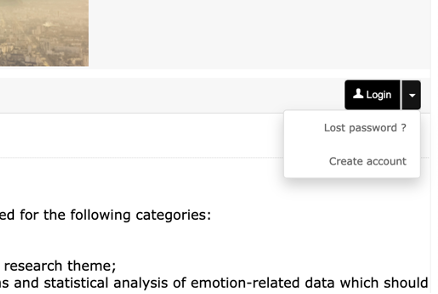 Login
Lost password ?
Create account
ed for the following categories:
research theme;
and statistical analysis of emotion-related data which should